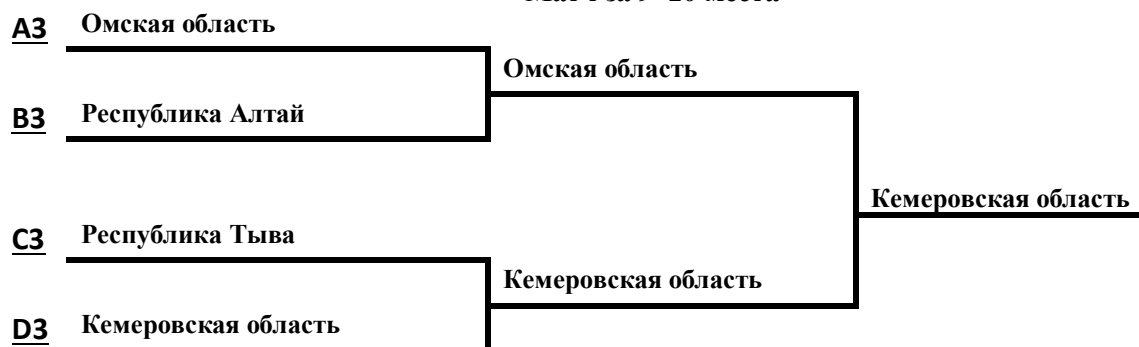 A3 Омская область
Омская область
B3 Республика Алтай
Кемеровская область
C3 Республика Тыва
Кемеровская область
D3 Кемеровская область